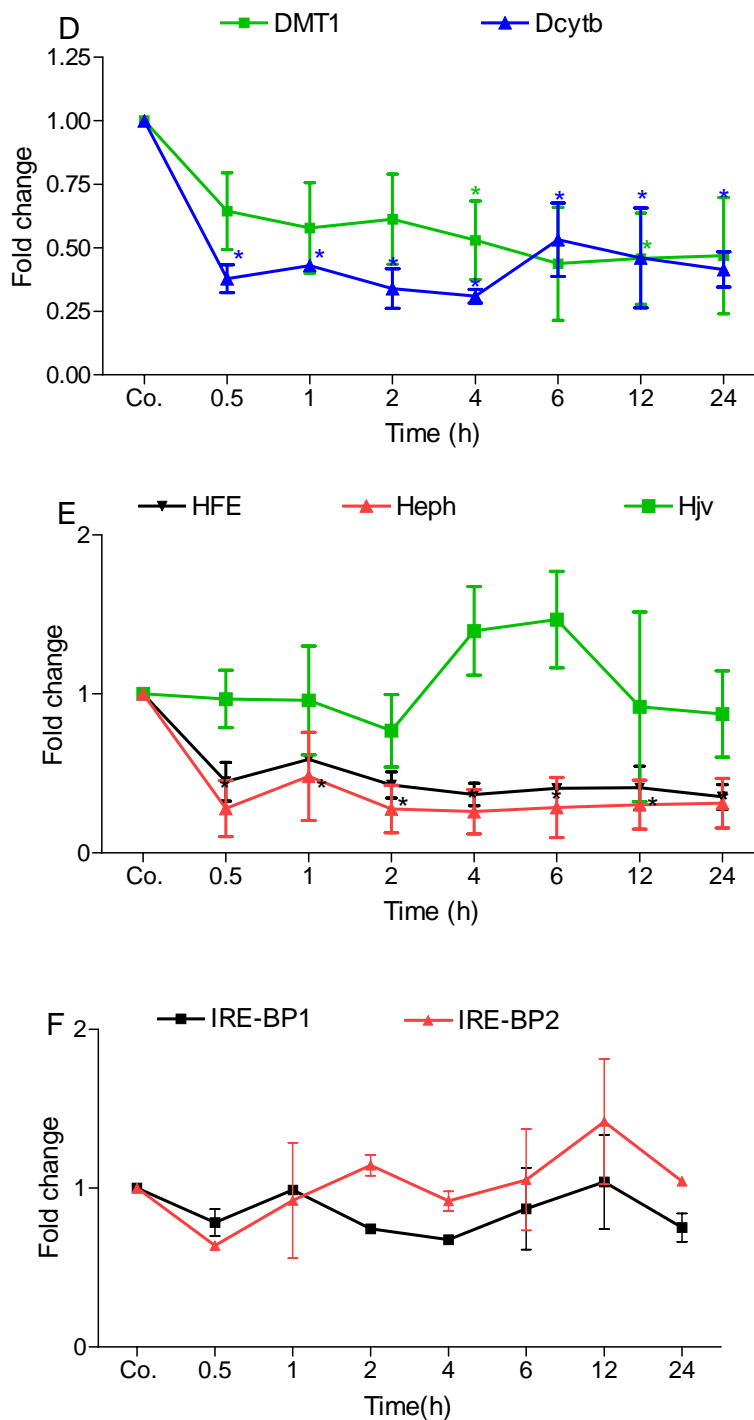 D
DMT1 Dcytb
1.25
1.00
0.75
0.50
0.25
0.00
Fold change
* * * * * * * * *
Co. 0.5 1 2 4 6 12 24
Time (h)
E
HFE Heph Hjv
2
1
0
Fold change
* * * * * * *
Co. 0.5 1 2 4 6 12 24
Time (h)
F
IRE-BP1 IRE-BP2
2
1
0
Fold change
Co. 0.5 1 2 4 6 12 24
Time(h)